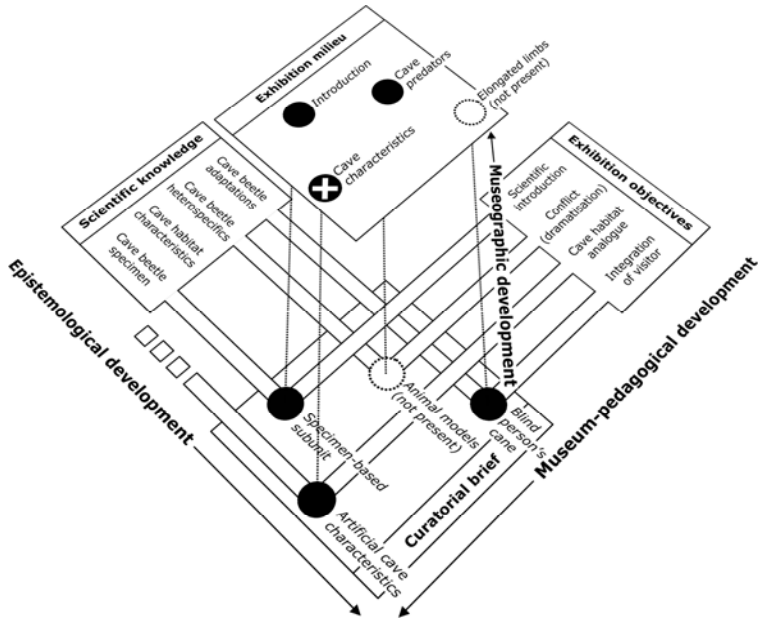 Exhibition milieu
Introduction
Cave
predators
Elongated limbs
(not present)
Cave
characteristics
Scientific knowledge
Cave beetle
adaptations
Cave beetle
heterospecifics
Cave habitat
characteristics
Cave beetle
specimen
Exhibition objectives
Scientific
introduction
Conflict
(dramatisation)
Cave habitat
analogue
Integration
of visitor
Museographic development
Epistemological development
Museum-pedagogical development
Specimen-based
subunit
Animal models
(not present)
Blind
person's
cane
Artificial cave
characteristics
Curatorial brief